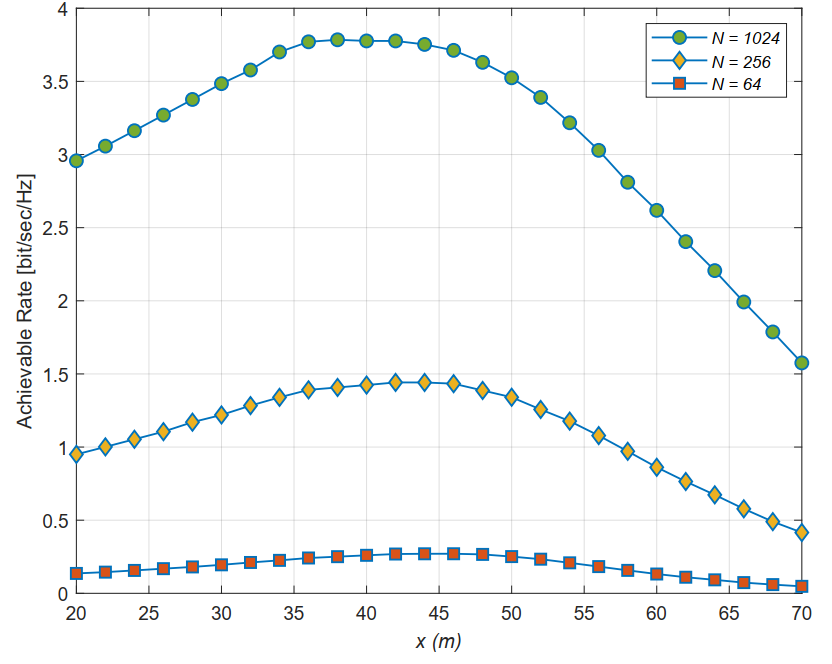 4
3.5
3
2.5
2
1.5
1
0.5
0
Achievable Rate [bit/sec/Hz]
N = 1024
N = 256
N = 64
20 25 30 35 40 45 50 55 60 65 70
x (m)